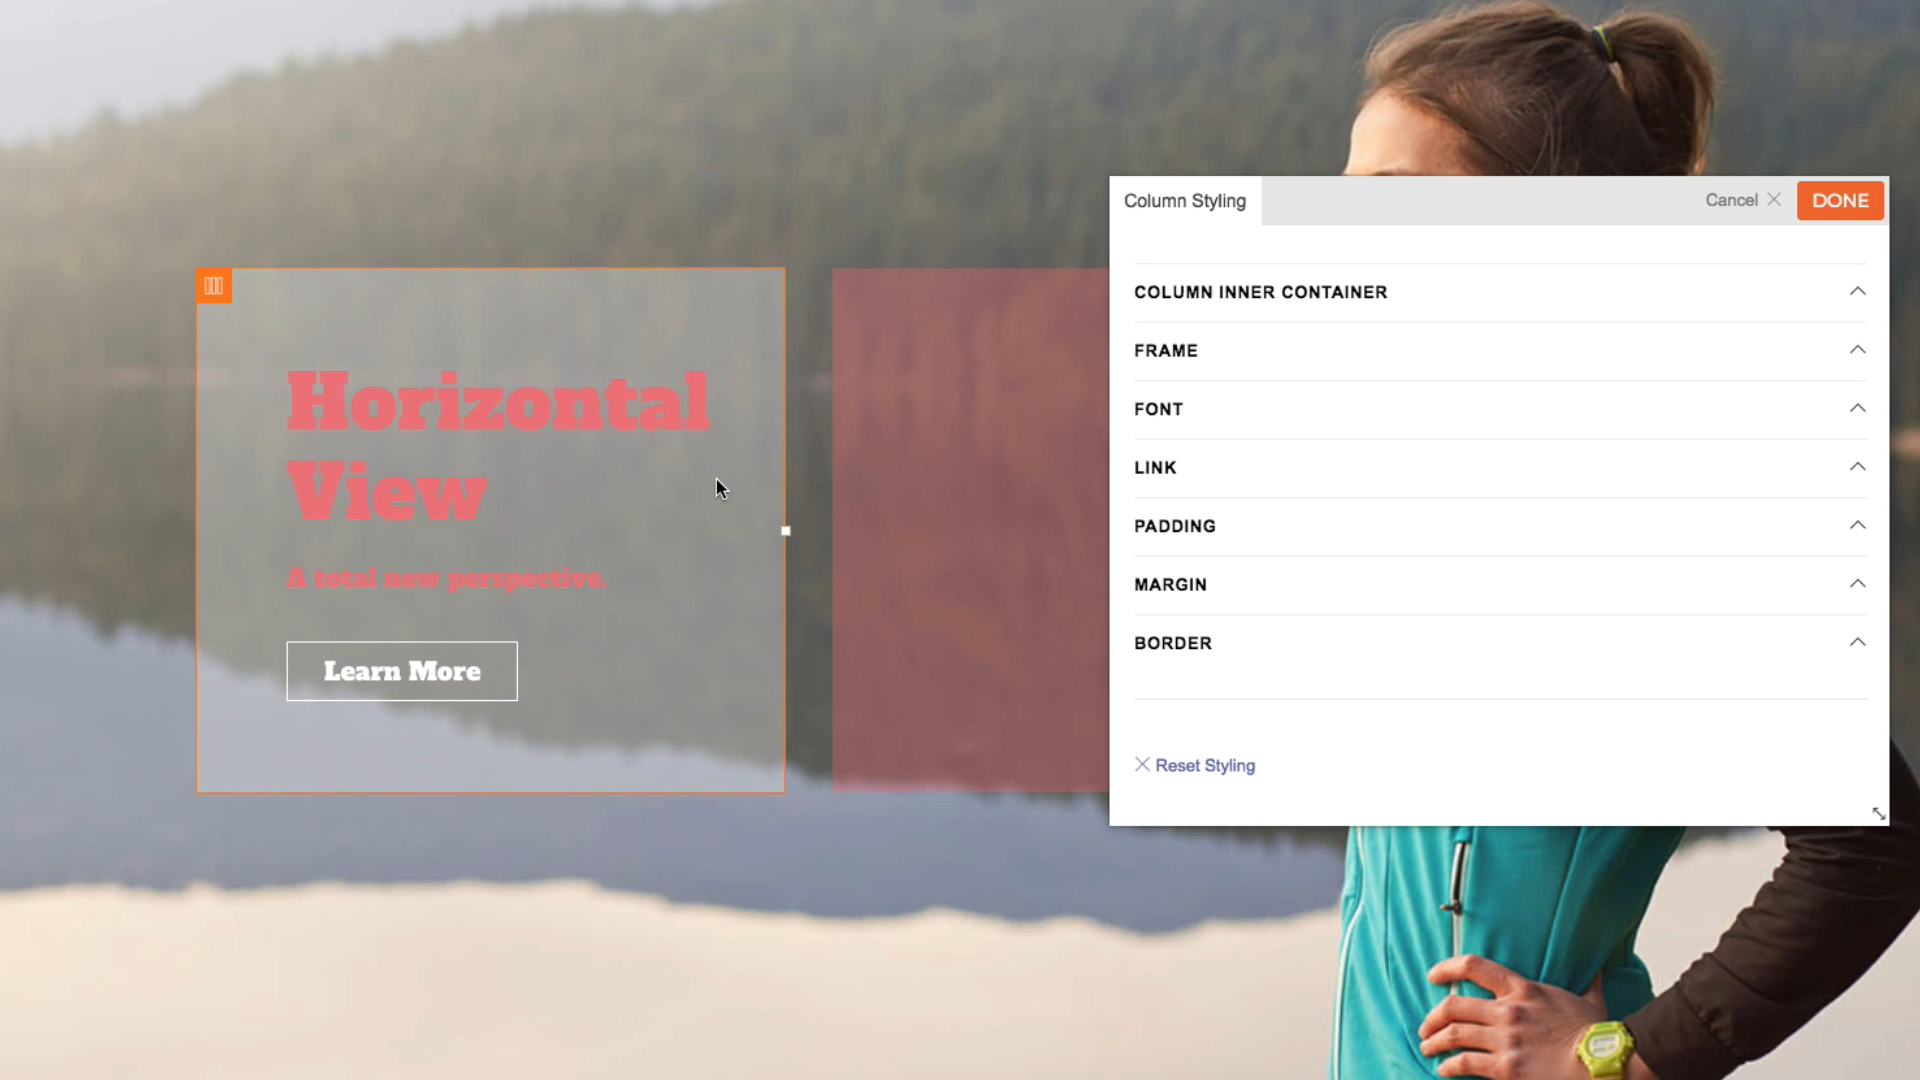 Column Styling
Cancel
DONE
COLUMN INNER CONTAINER
FRAME
FONT
LINK
PADDING
MARGIN
BORDER
Reset Styling
Horizontal
View
A total new perspective.
Learn More